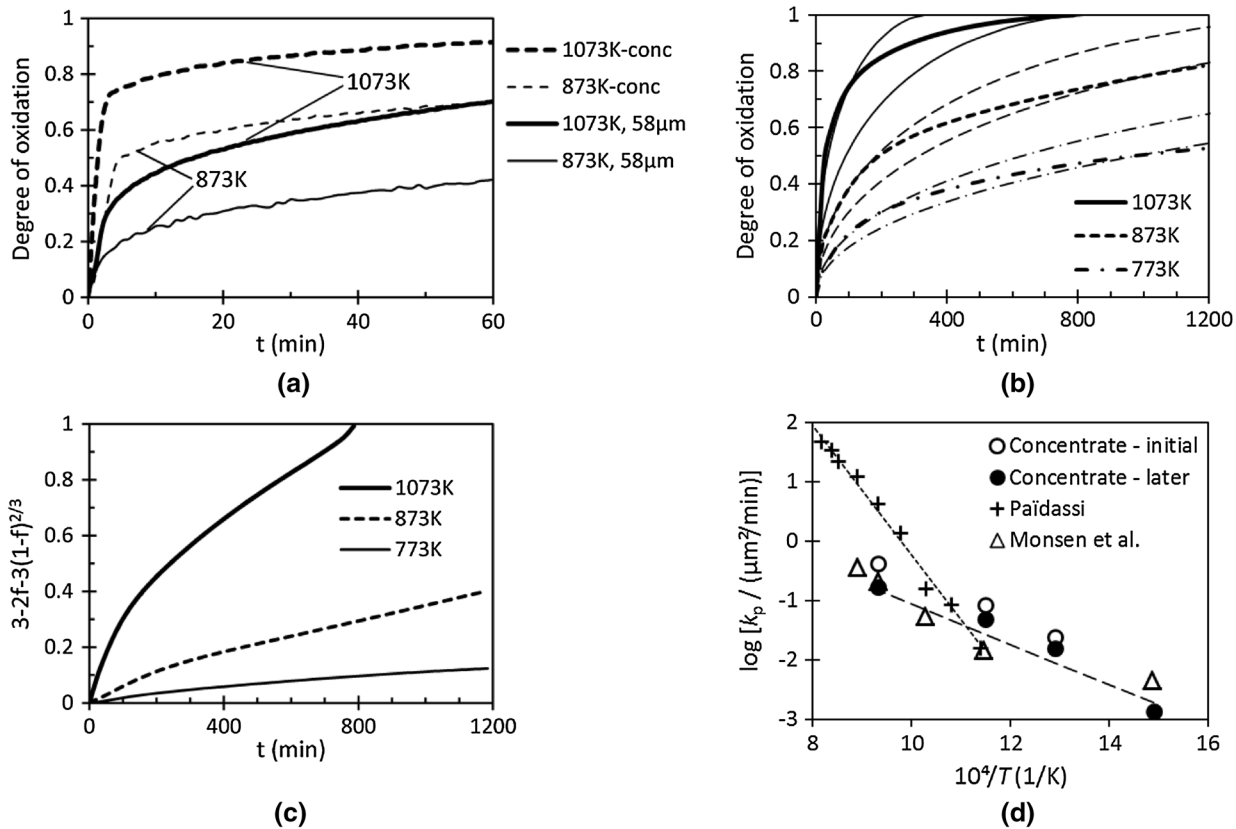 Degree of oxidation
1
0.8
0.6
0.4
0.2
0
0
20
40
60
t (min)
1073K
873K
1073K-conc
873K-conc
1073K, 58μm
873K, 58μm
(a)
Degree of oxidation
1
0.8
0.6
0.4
0.2
0
0
400
800
1200
t (min)
1073K
873K
773K
(b)
3-2f-3(1-f)^2/3
1
0.8
0.6
0.4
0.2
0
0
400
800
1200
t (min)
1073K
873K
773K
(c)
log [kp / (μm²/min)]
2
1
0
-1
-2
-3
8
10
12
14
16
10⁴/T (1/K)
Concentrate - initial
Concentrate - later
Païdassi
Monsen et al.
(d)